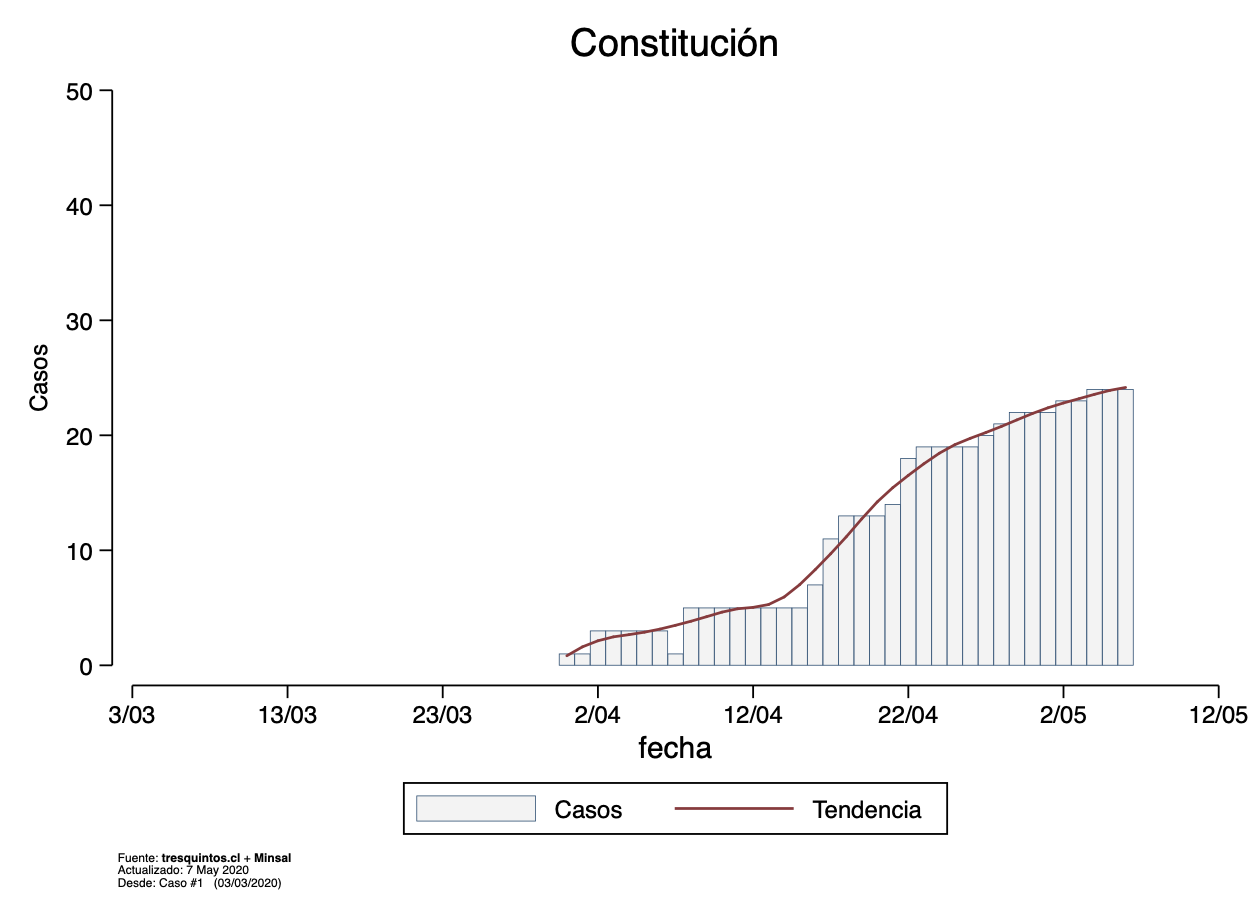 Constitución
50
40
30
20
10
0
Casos
3/03 13/03 23/03 2/04 12/04 22/04 2/05 12/05
fecha
Casos Tendencia
Fuente: tresquintos.cl + Minsal
Actualizado: 7 May 2020
Desde: Caso #1 (03/03/2020)